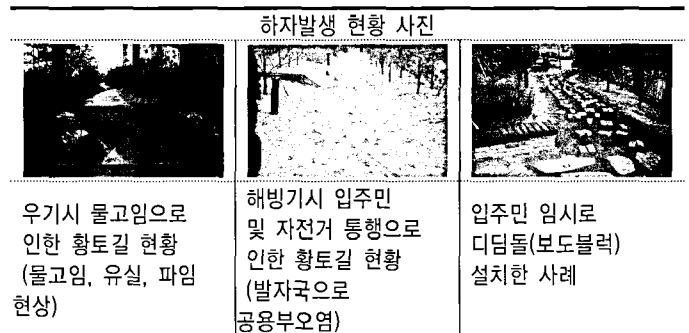 하자발생 현황 사진
우기시 물고임으로
인한 황토길 현황
(물고임, 유실, 파임
현상)
해빙기시 입주민
및 자전거 통행으로
인한 황토길 현황
(발자국으로
공용부오염)
입주민 임시로
디딤돌(보도블럭)
설치한 사례